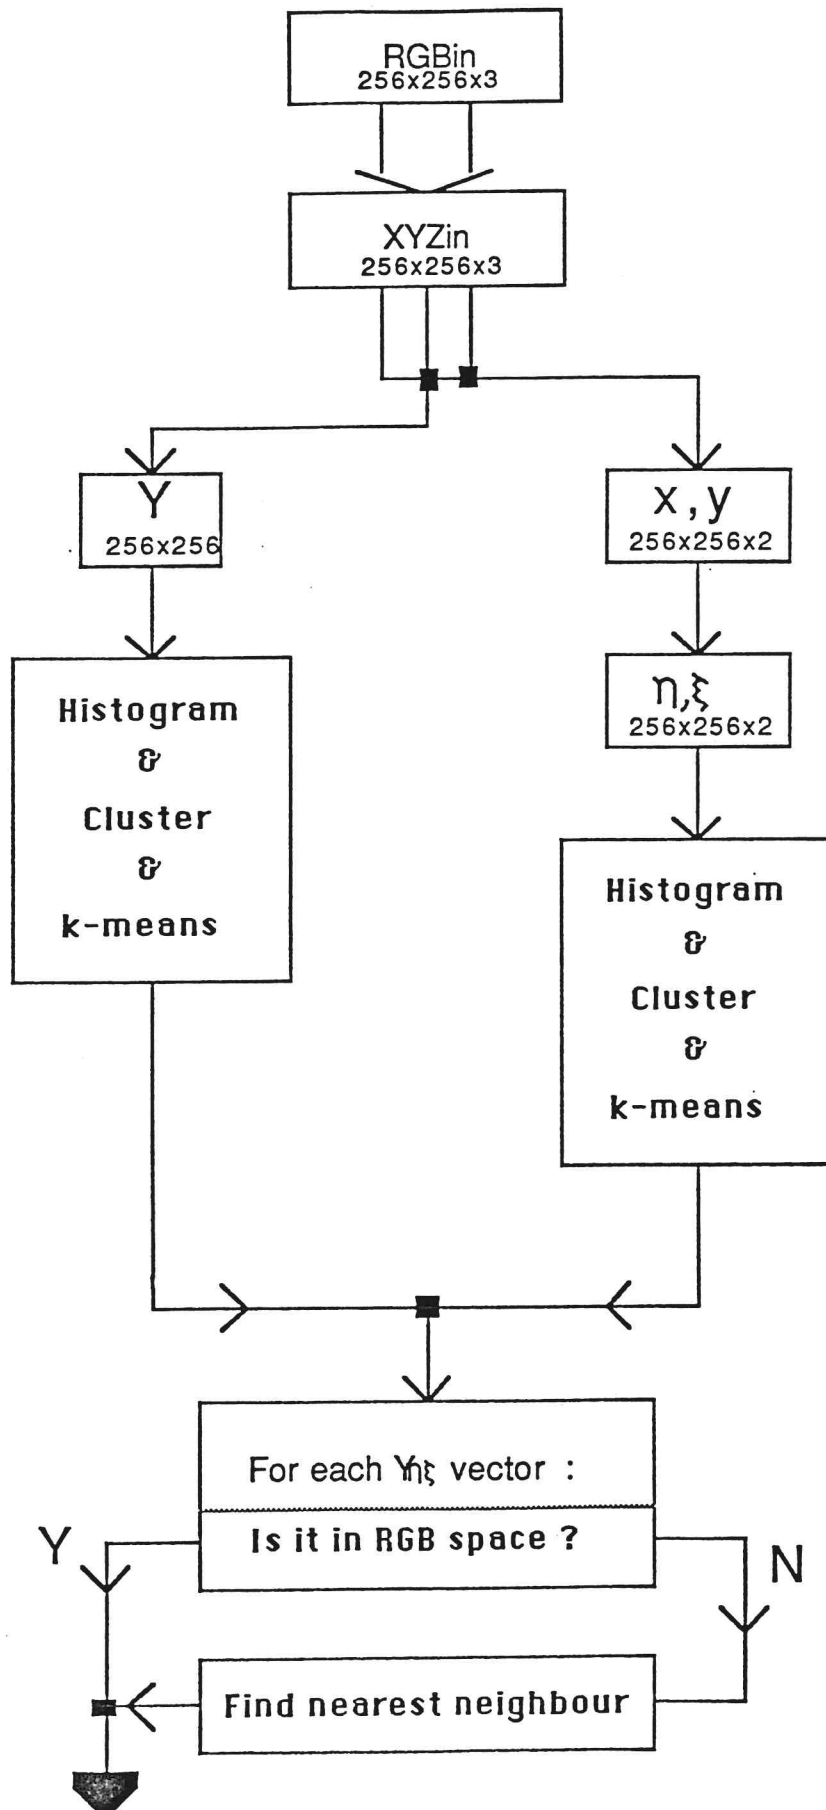 RGBin
256x256x3
XYZin
256x256x3
Y
256x256
x,y
256x256x2
η,ξ
256x256x2
Histogram
&
Cluster
&
k-means
Histogram
&
Cluster
&
k-means
For each Yηξ vector :
Is it in RGB space ?
Y
N
Find nearest neighbour